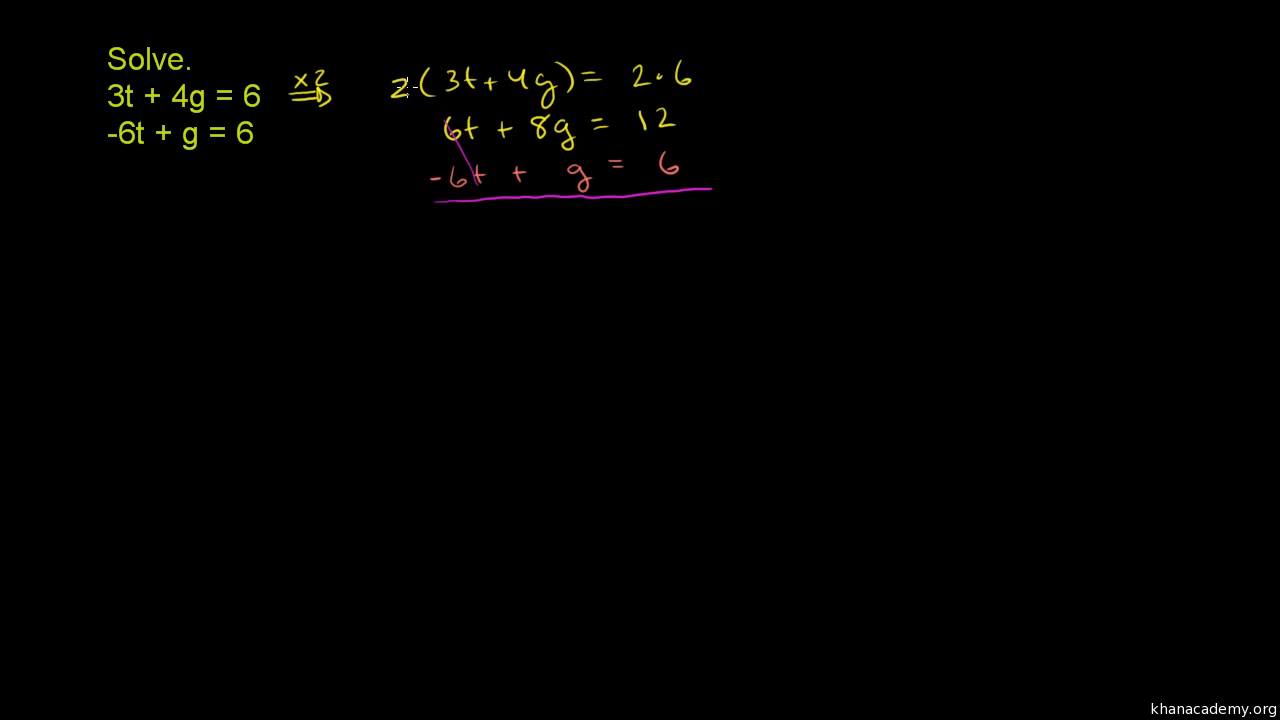 Solve.
3t + 4g = 6
-6t + g = 6
×2
2·(3t + 4g) = 2·6
6t + 8g = 12
-6t + g = 6
khanacademy.org